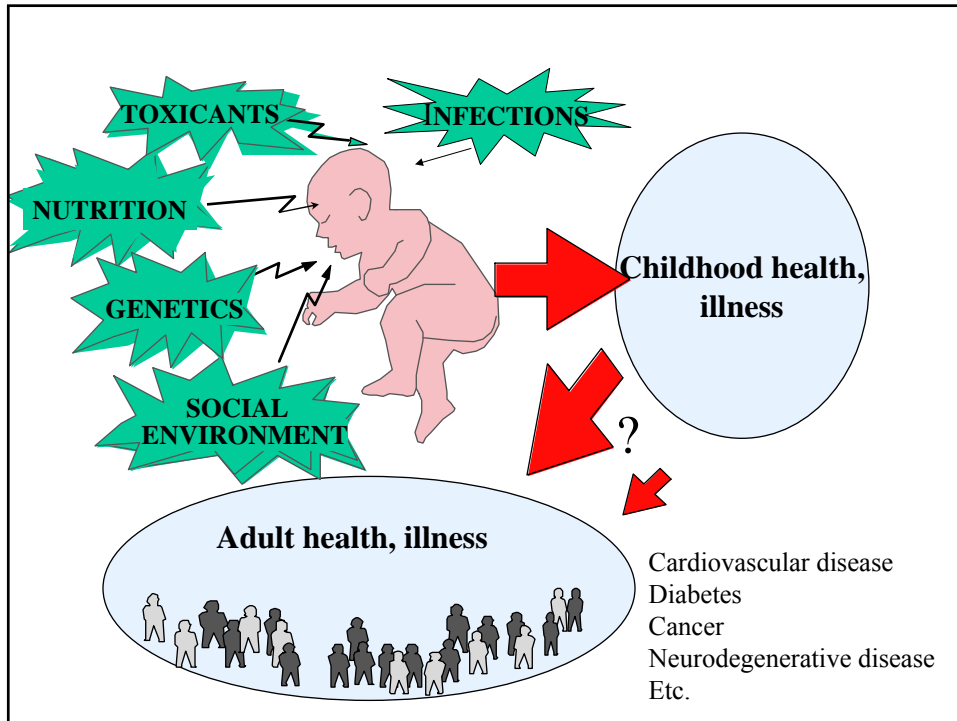 TOXICANTS
INFECTIONS
NUTRITION
GENETICS
SOCIAL
ENVIRONMENT
Childhood health,
illness
?
Adult health, illness
Cardiovascular disease
Diabetes
Cancer
Neurodegenerative disease
Etc.